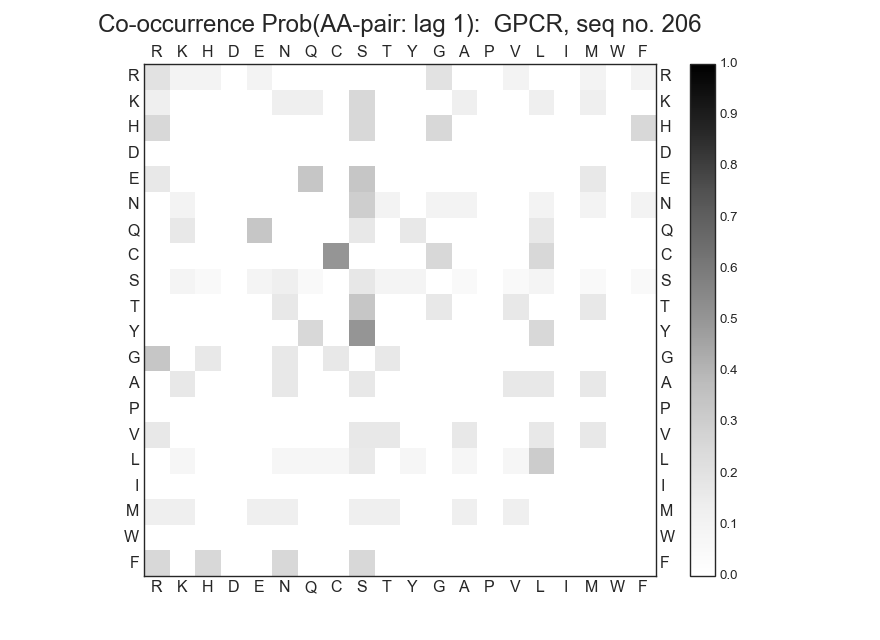 Co-occurrence Prob(AA-pair: lag 1):  GPCR, seq no. 206
R K H D E N Q C S T Y G A P V L I M W F
R R 1.0
K K 0.9
H H
D D 0.8
E E 0.7
N N
Q Q 0.6
C C
S S 0.5
T T
Y Y 0.4
G G
A A 0.3
P P
V V 0.2
L L
I I 0.1
M M
W W
F F 0.0
R K H D E N Q C S T Y G A P V L I M W F